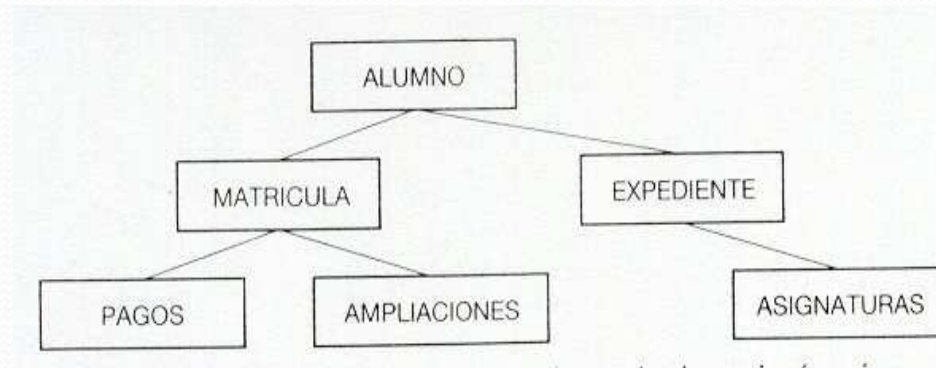 ALUMNO
MATRICULA
EXPEDIENTE
PAGOS
AMPLIACIONES
ASIGNATURAS